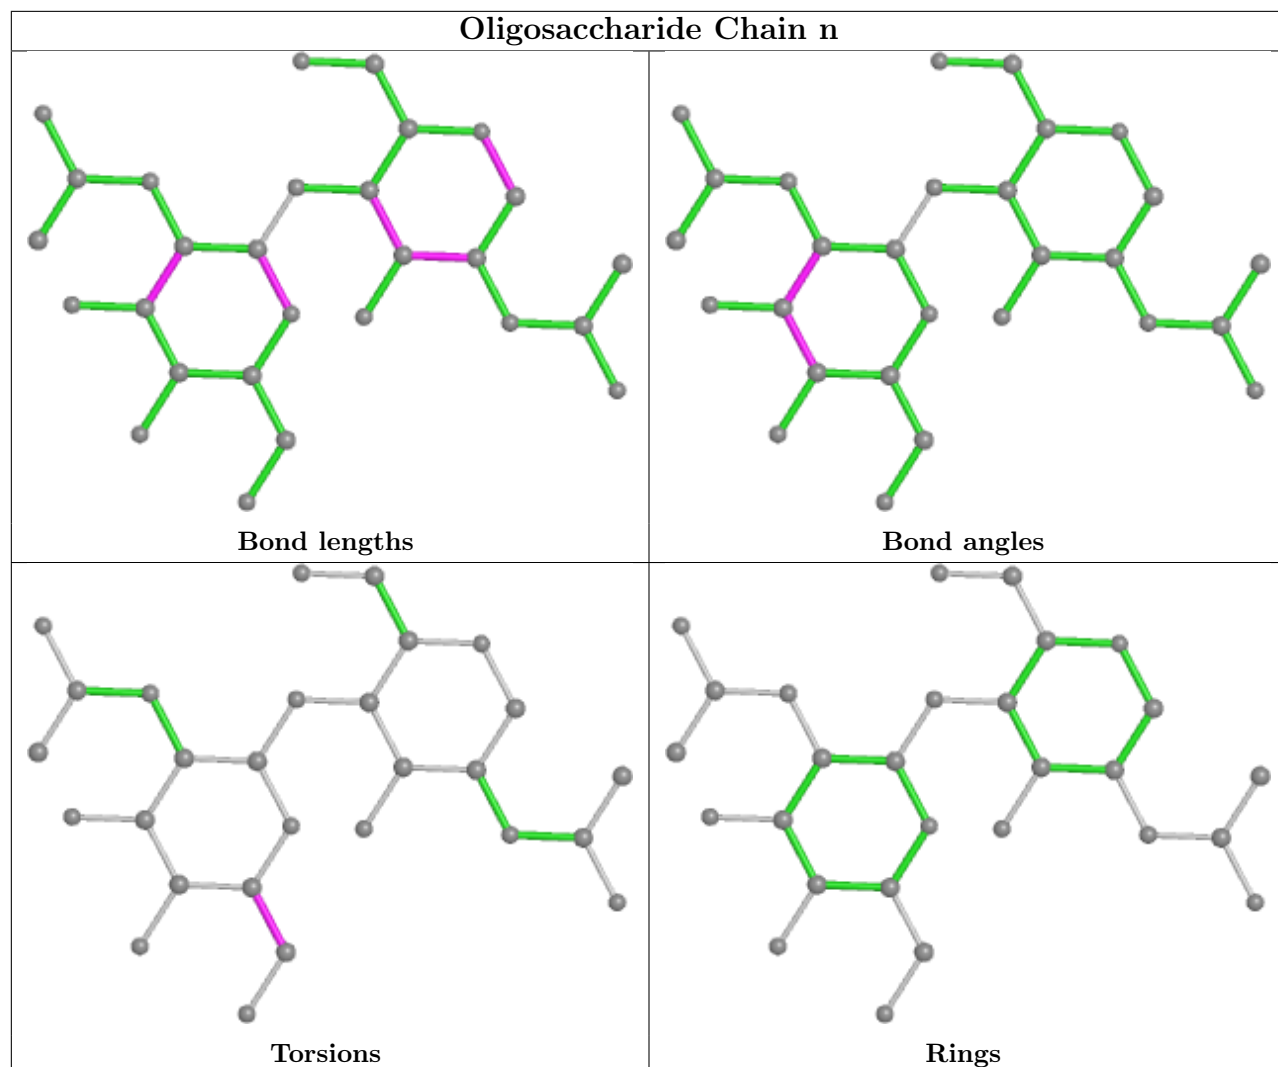 Oligosaccharide Chain n
Bond lengths
Bond angles
Torsions
Rings